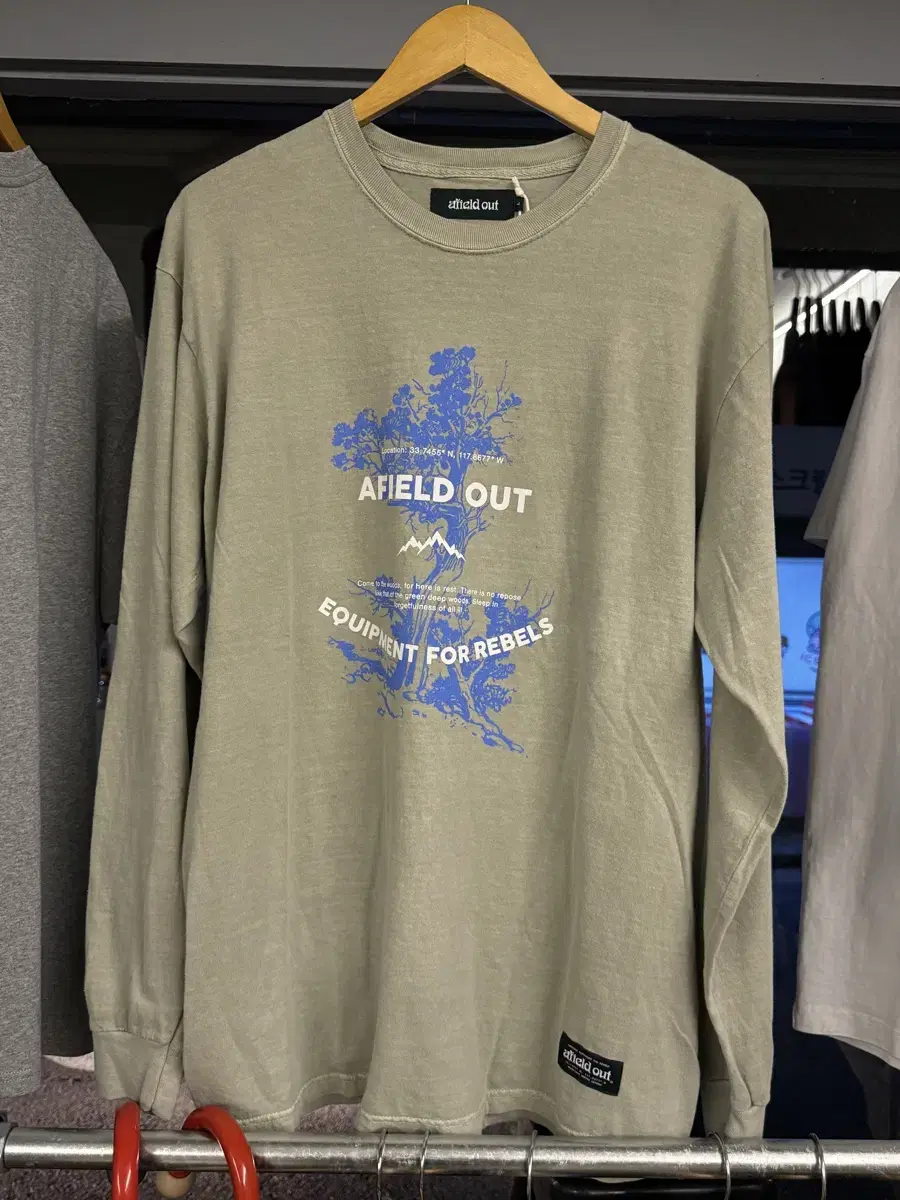 afield out
Location: 33.7455° N, 117.8677° W
AFIELD OUT
Come to the woods, for here is rest. There is no repose
like that of the green deep woods. Sleep in
forgetfulness of all ill
EQUIPMENT FOR REBELS
afield out
스크